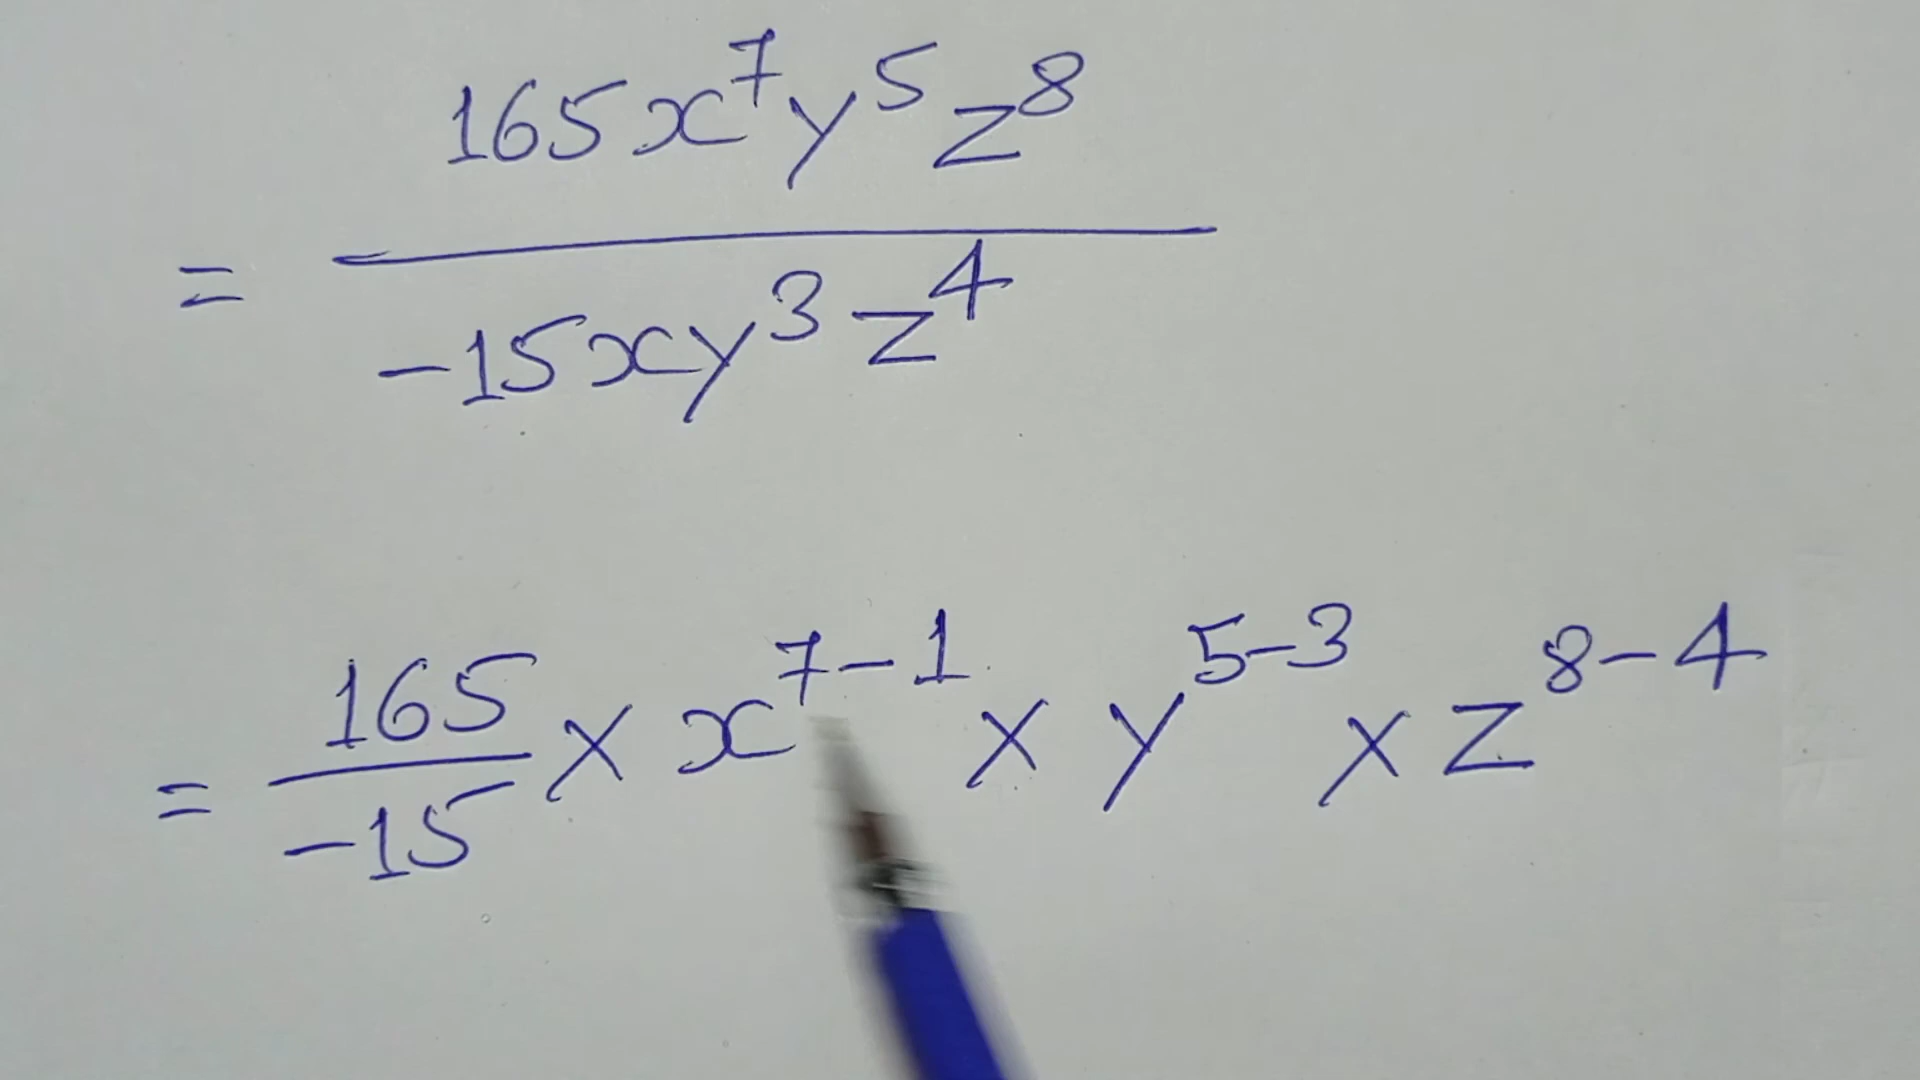 = 165x⁷y⁵z⁸ / -15xy³z⁴
= 165/-15 × x⁷⁻¹ × y⁵⁻³ × z⁸⁻⁴